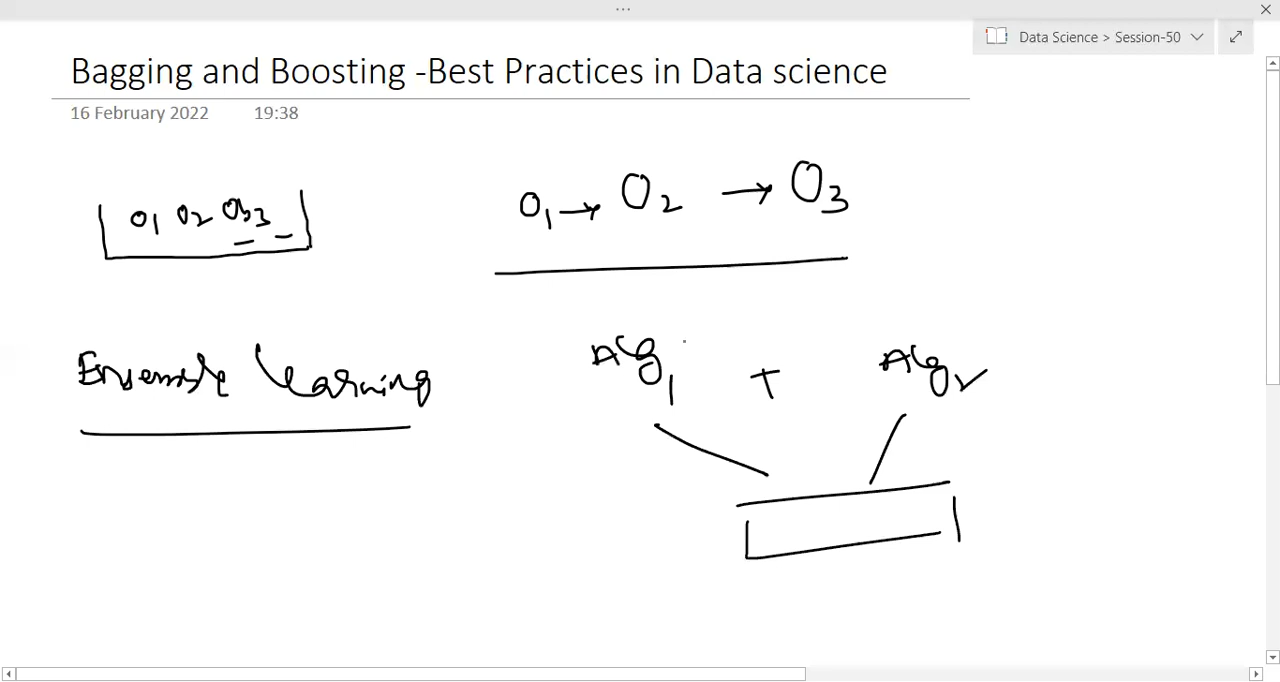 Data Science > Session-50
Bagging and Boosting -Best Practices in Data science
16 February 2022 19:38
O1 O2 O3
O1 → O2 → O3
Ensemble Learning
Alg1 + Alg2